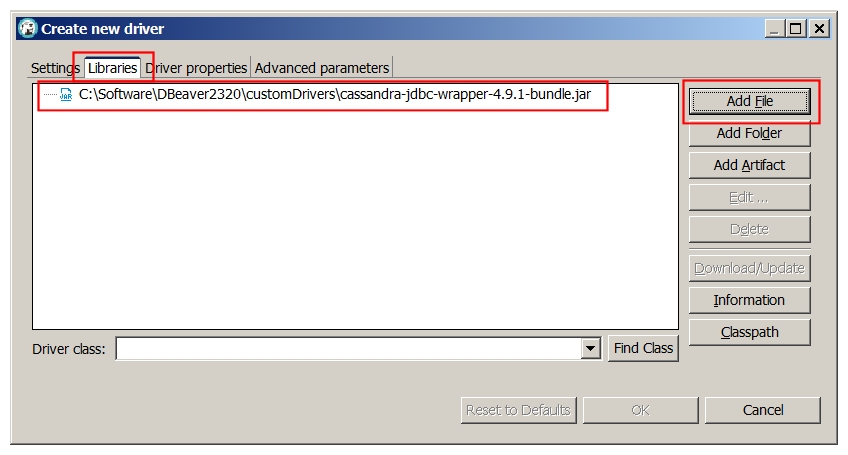 Create new driver
Settings Libraries Driver properties Advanced parameters
JAR C:\Software\DBeaver2320\customDrivers\cassandra-jdbc-wrapper-4.9.1-bundle.jar
Add File
Add Folder
Add Artifact
Edit ...
Delete
Download/Update
Information
Classpath
Driver class: Find Class
Reset to Defaults OK Cancel